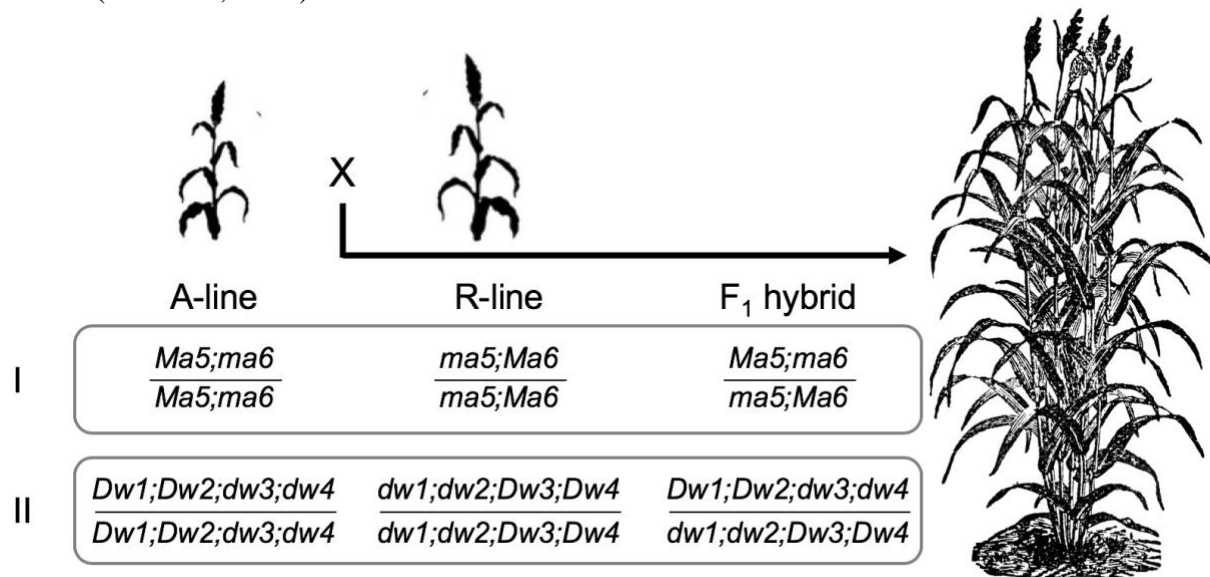 X
A-line R-line F₁ hybrid
I
Ma5;ma6 ma5;Ma6 Ma5;ma6
Ma5;ma6 ma5;Ma6 ma5;Ma6
II
Dw1;Dw2;dw3;dw4 dw1;dw2;Dw3;Dw4 Dw1;Dw2;dw3;dw4
Dw1;Dw2;dw3;dw4 dw1;dw2;Dw3;Dw4 dw1;dw2;Dw3;Dw4